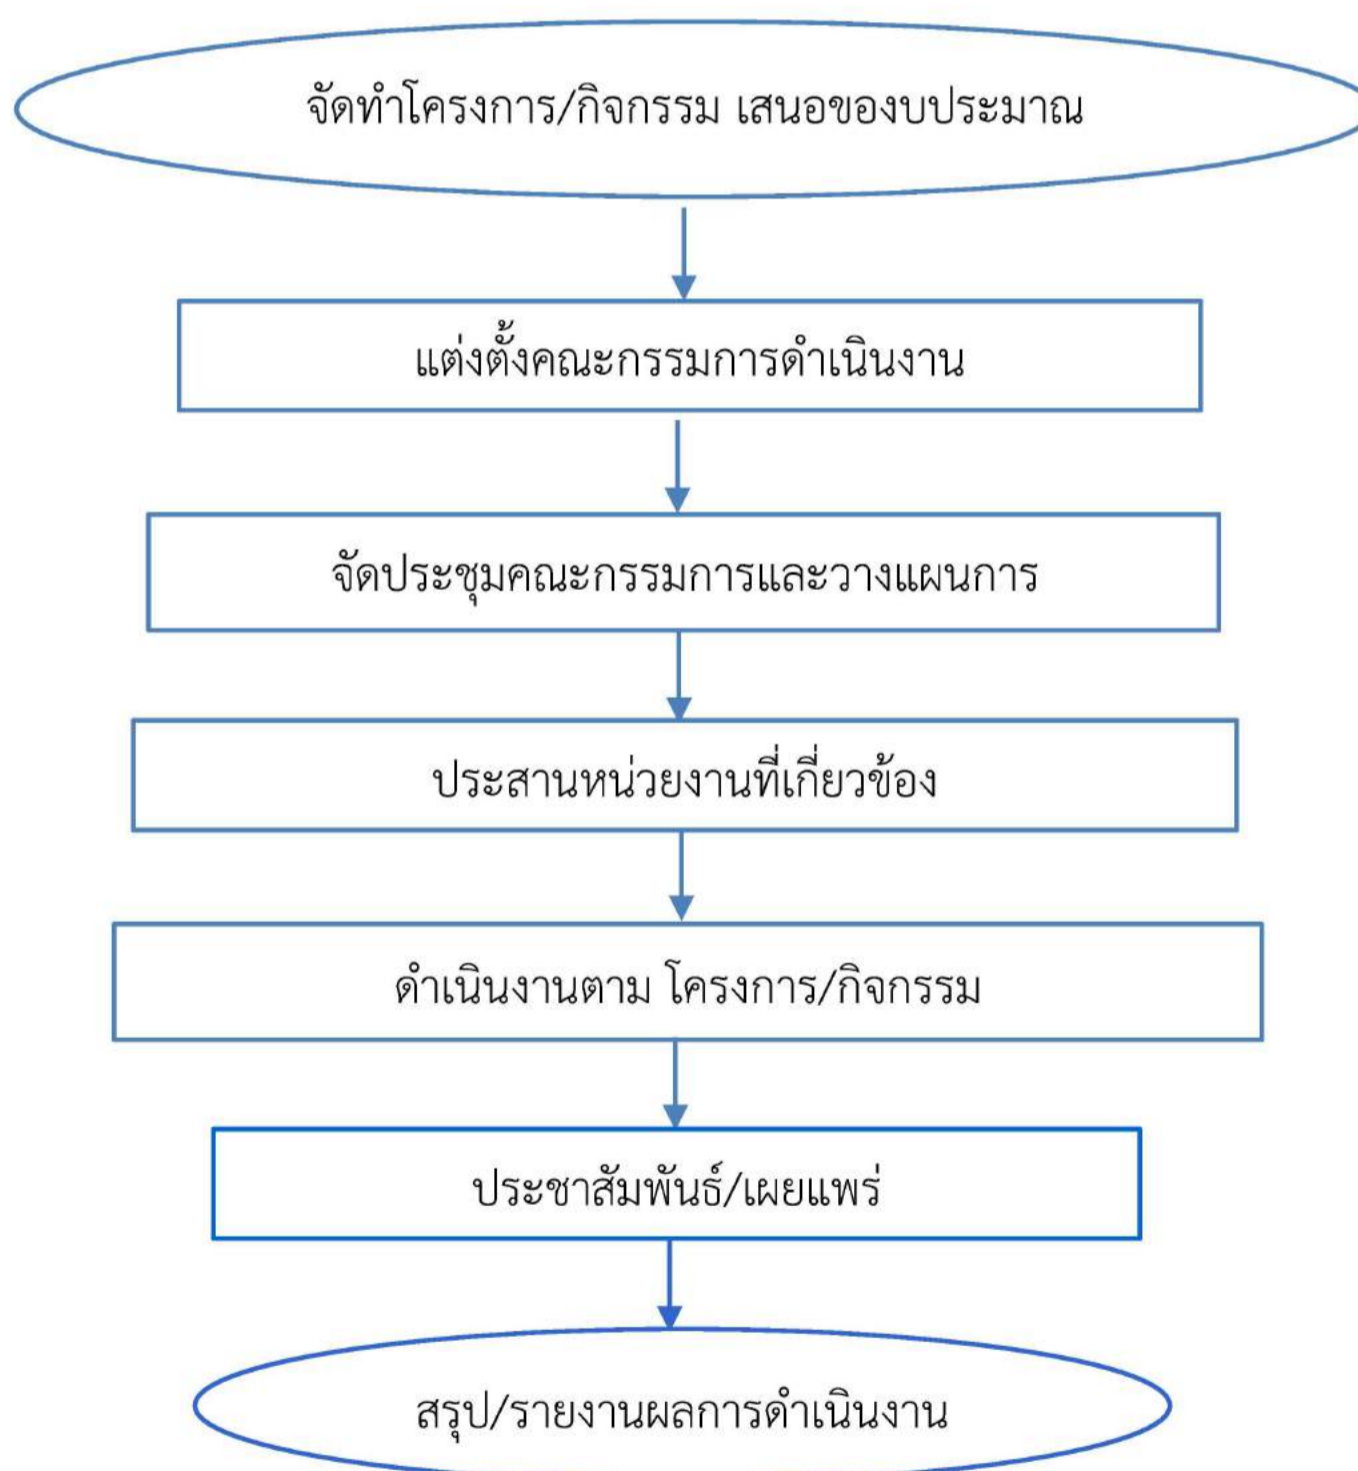 จัดทำโครงการ/กิจกรรม เสนอของบประมาณ
แต่งตั้งคณะกรรมการดำเนินงาน
จัดประชุมคณะกรรมการและวางแผนการ
ประสานหน่วยงานที่เกี่ยวข้อง
ดำเนินงานตาม โครงการ/กิจกรรม
ประชาสัมพันธ์/เผยแพร่
สรุป/รายงานผลการดำเนินงาน